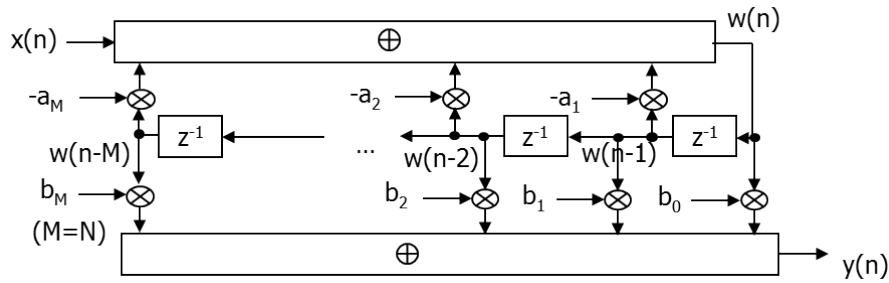 x(n) ⊕ w(n)
-a_M ⊗ -a_2 ⊗ -a_1 ⊗
z^-1 ... z^-1 z^-1
w(n-M) w(n-2) w(n-1)
b_M ⊗ b_2 ⊗ b_1 ⊗ b_0 ⊗
(M=N)
⊕ y(n)